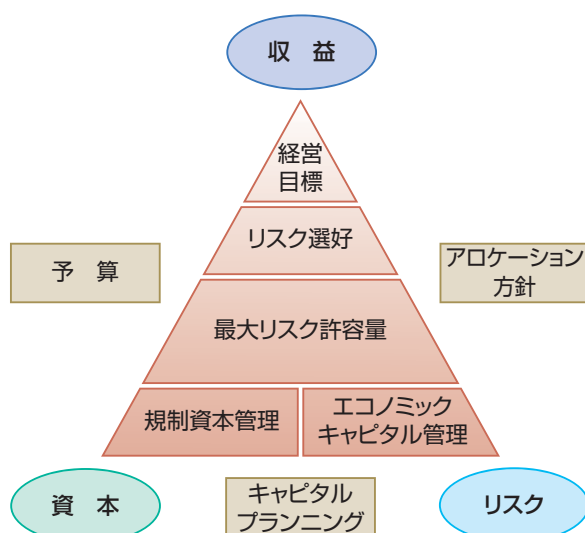 収　益
経営
目標
リスク選好
予　算
アロケーション
方針
最大リスク許容量
規制資本管理
エコノミック
キャピタル管理
資　本
キャピタル
プランニング
リスク